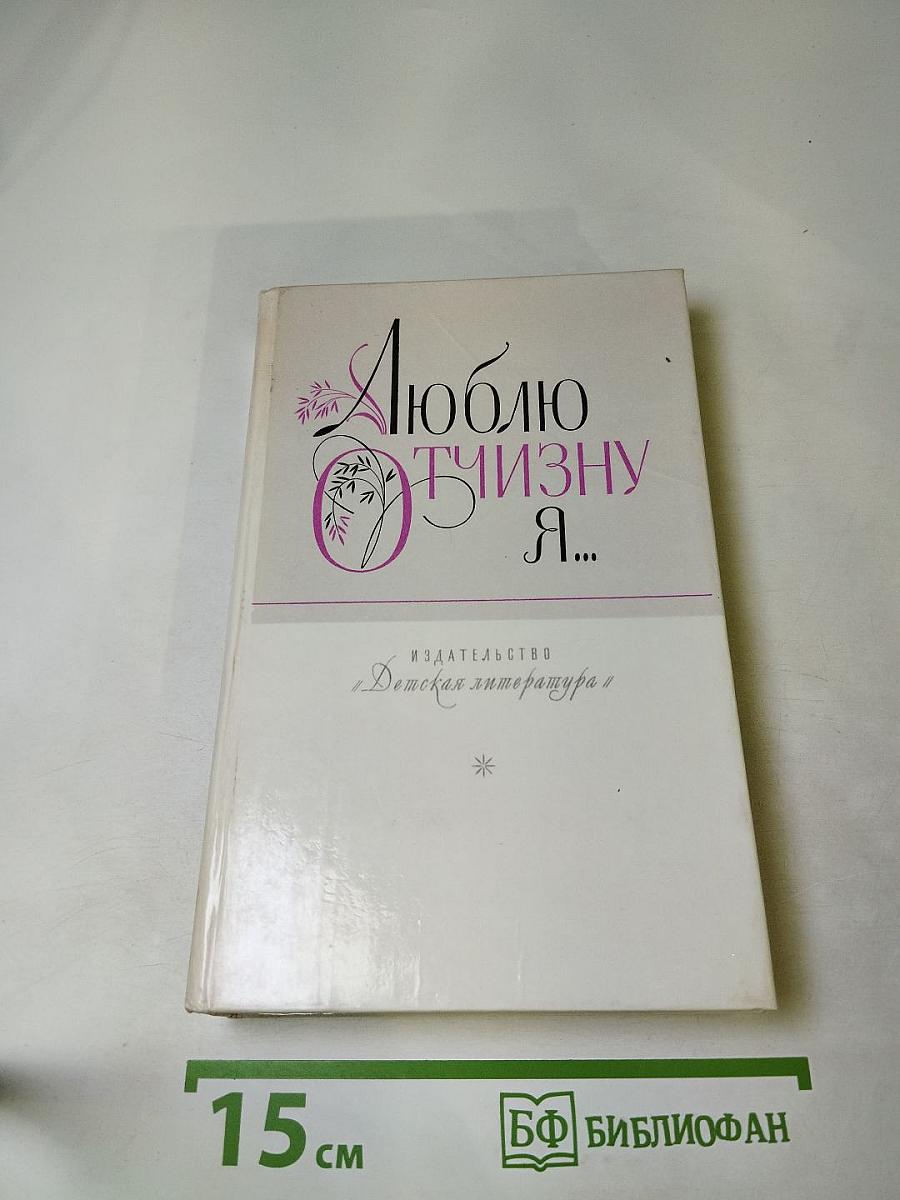 Люблю
Отчизну
я...
ИЗДАТЕЛЬСТВО
"Детская литература"
15 см
БФ БИБЛИОФАН